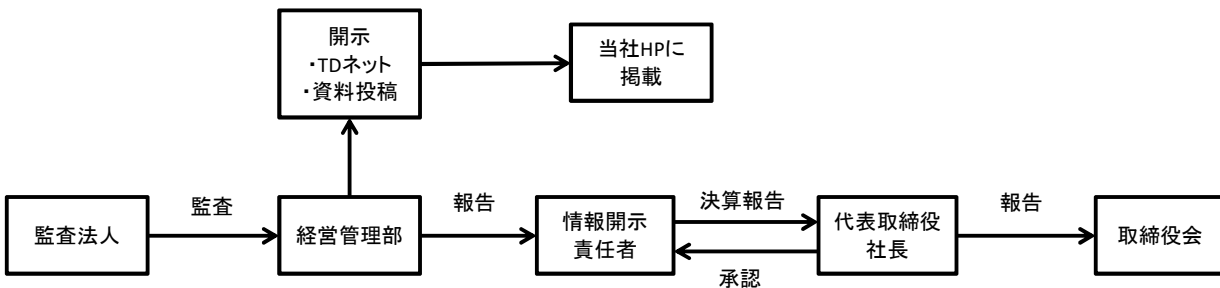 開示
・TDネット
・資料投稿
当社HPに
掲載
監査法人
監査
経営管理部
報告
情報開示
責任者
決算報告
承認
代表取締役
社長
報告
取締役会